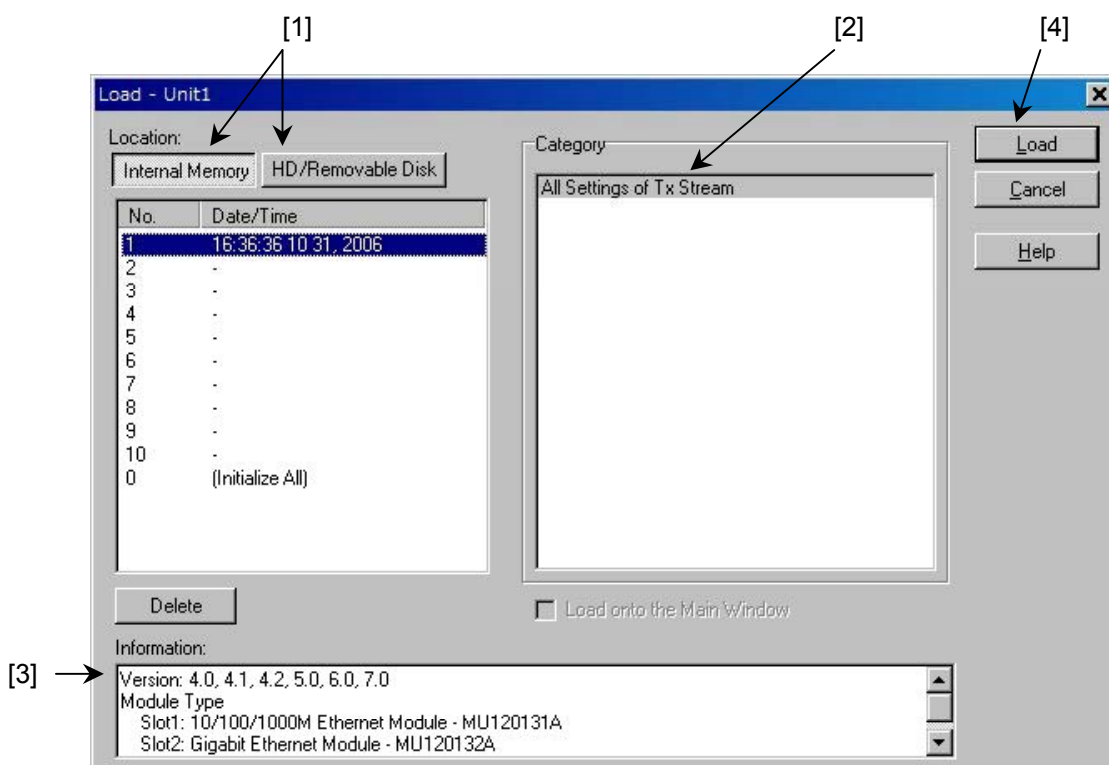 [1] [2] [4]
Load - Unit1
Location:
Internal Memory HD/Removable Disk
No. Date/Time
1 16:36:36 10 31, 2006
2 -
3 -
4 -
5 -
6 -
7 -
8 -
9 -
10 -
0 (Initialize All)
Delete
Category
All Settings of Tx Stream
Load onto the Main Window
Load
Cancel
Help
Information:
[3]
Version: 4.0, 4.1, 4.2, 5.0, 6.0, 7.0
Module Type
Slot1: 10/100/1000M Ethernet Module - MU120131A
Slot2: Gigabit Ethernet Module - MU120132A